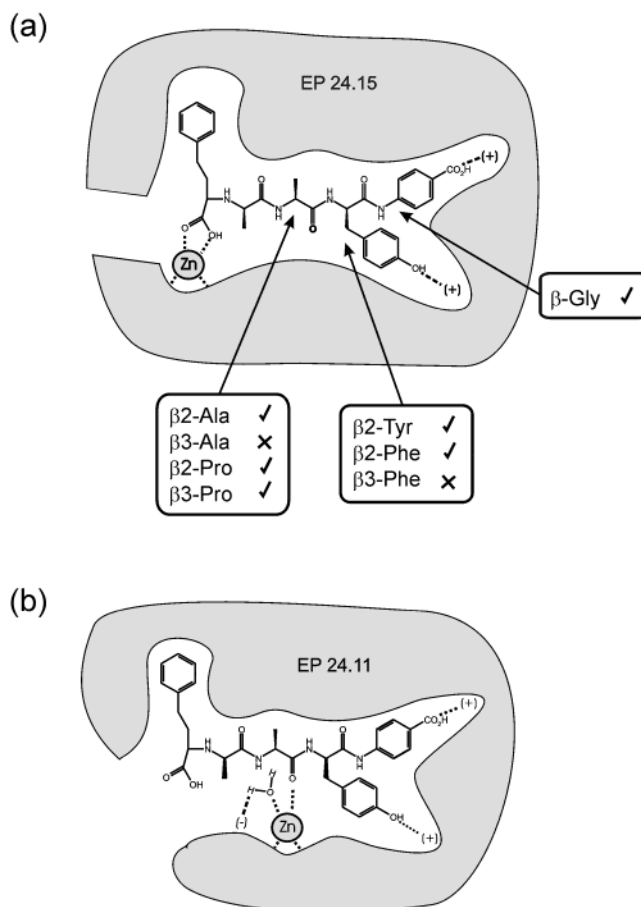 (a)
EP 24.15
N
H
O
N
H
O
N
H
O
N
H
CO₂H
(+)
O
OH
Zn
OH
(+)
β-Gly ✓
β2-Ala ✓
β3-Ala ✗
β2-Pro ✓
β3-Pro ✓
β2-Tyr ✓
β2-Phe ✓
β3-Phe ✗
(b)
EP 24.11
N
H
O
N
H
O
N
H
O
N
H
CO₂H
(+)
O
OH
H
H
O
(-)
Zn
OH
(+)